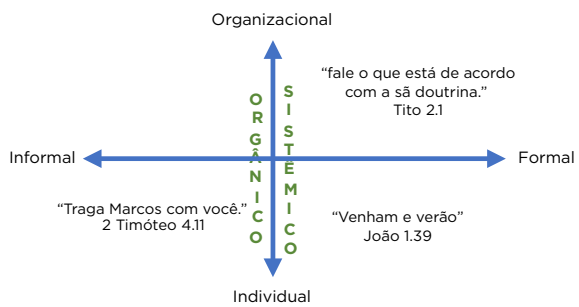 Organizacional
“fale o que está de acordo
com a sã doutrina.”
Tito 2.1
ORGÂNICO
SISTÊMICO
Informal
Formal
“Traga Marcos com você.”
2 Timóteo 4.11
“Venham e verão”
João 1.39
Individual